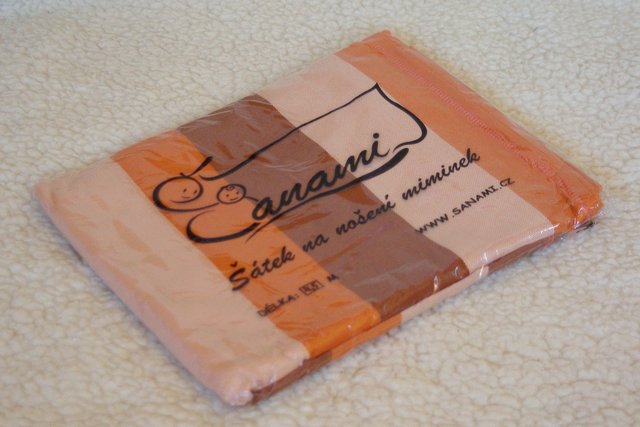 Sanami
Šátek na nošení miminek
WWW.SANAMI.CZ
DÉLKA: M